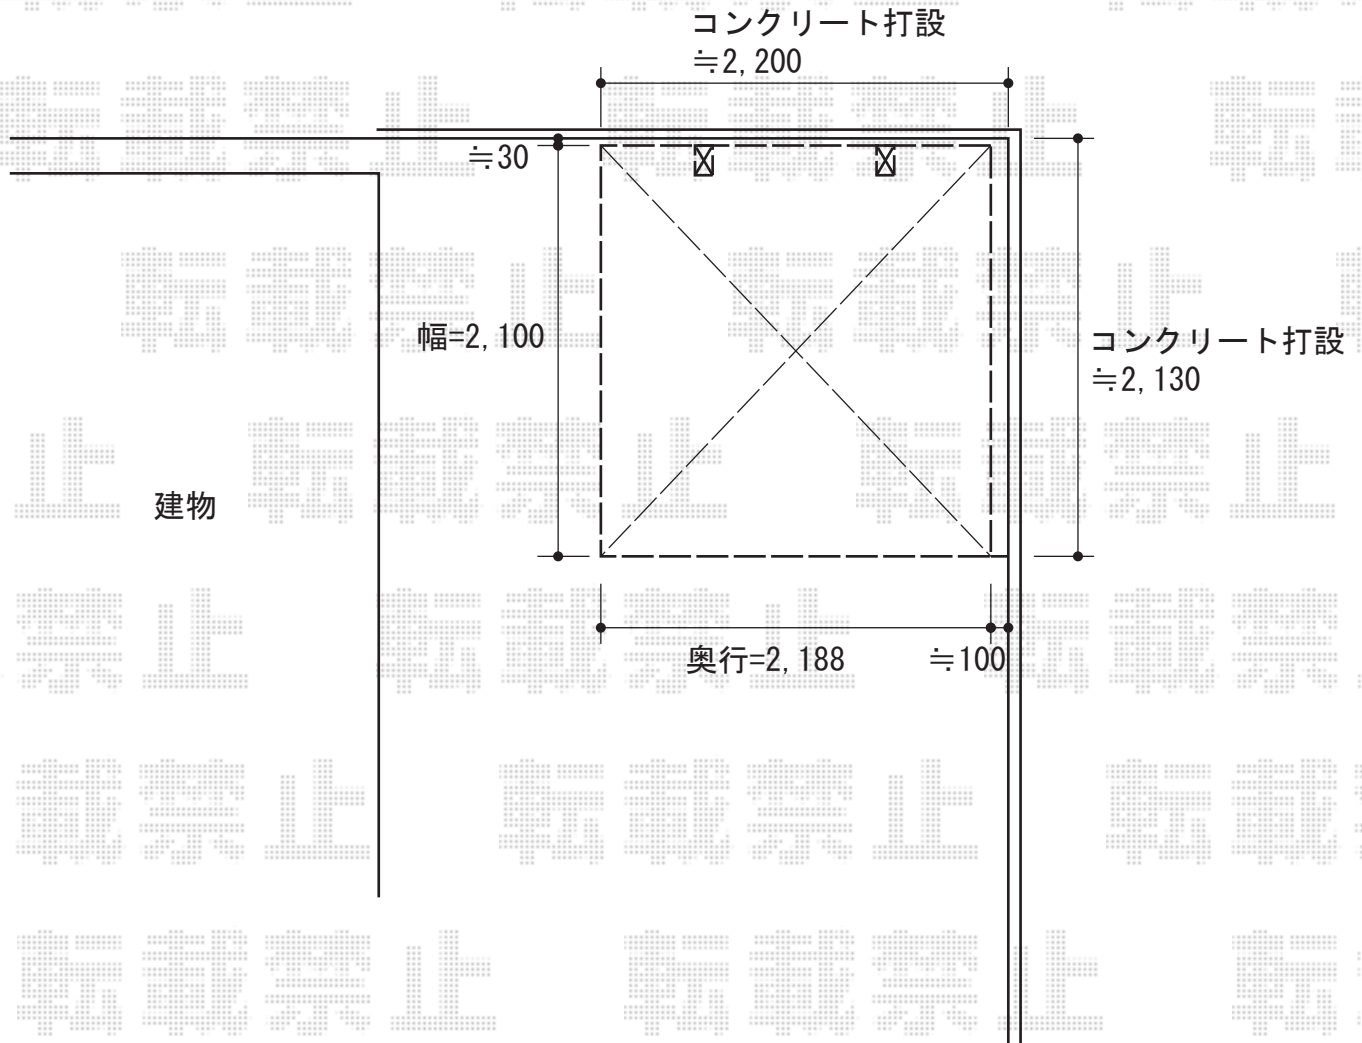 コンクリート打設
≒2,200
≒30
幅=2,100
コンクリート打設
≒2,130
建物
奥行=2,188
≒100
転載禁止